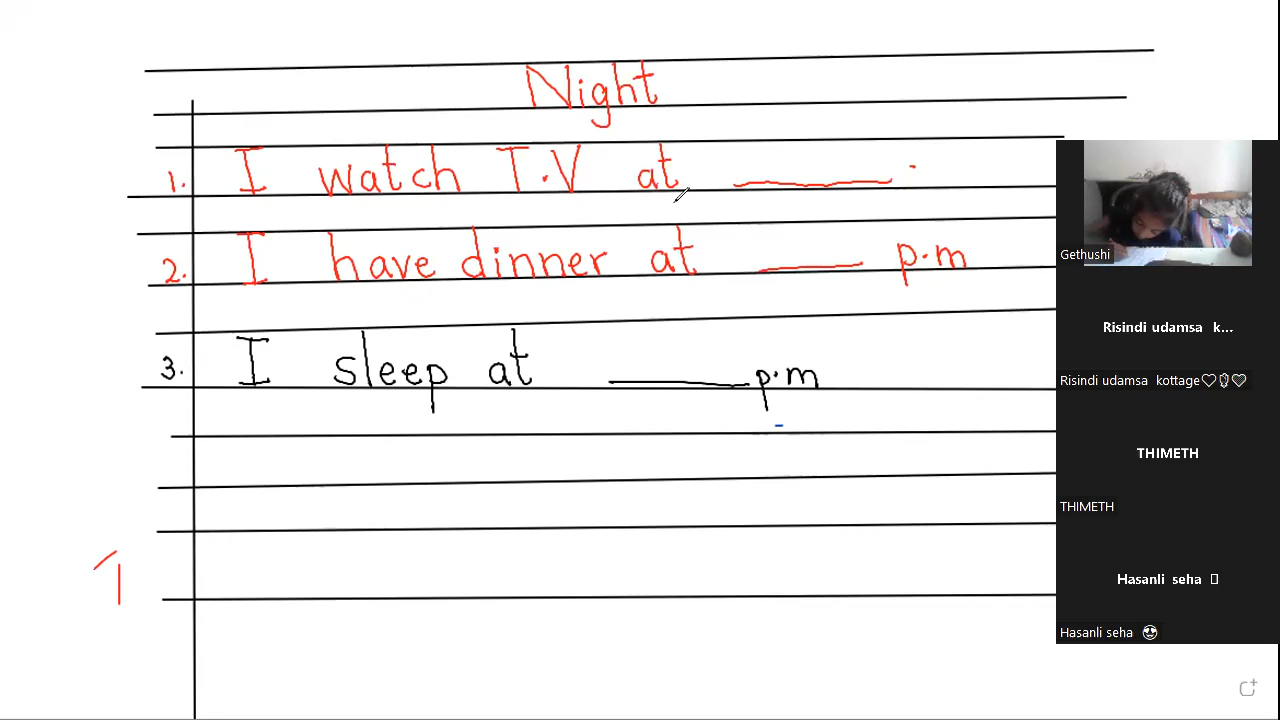 Night
1. I watch T.V at ______ .
2. I have dinner at ______ p.m
3. I sleep at ______ p.m
1
Gethushi
Risindi udamsa k...
Risindi udamsa kottage♡🎖♡
THIMETH
THIMETH
Hasanli seha ▯
Hasanli seha 😍